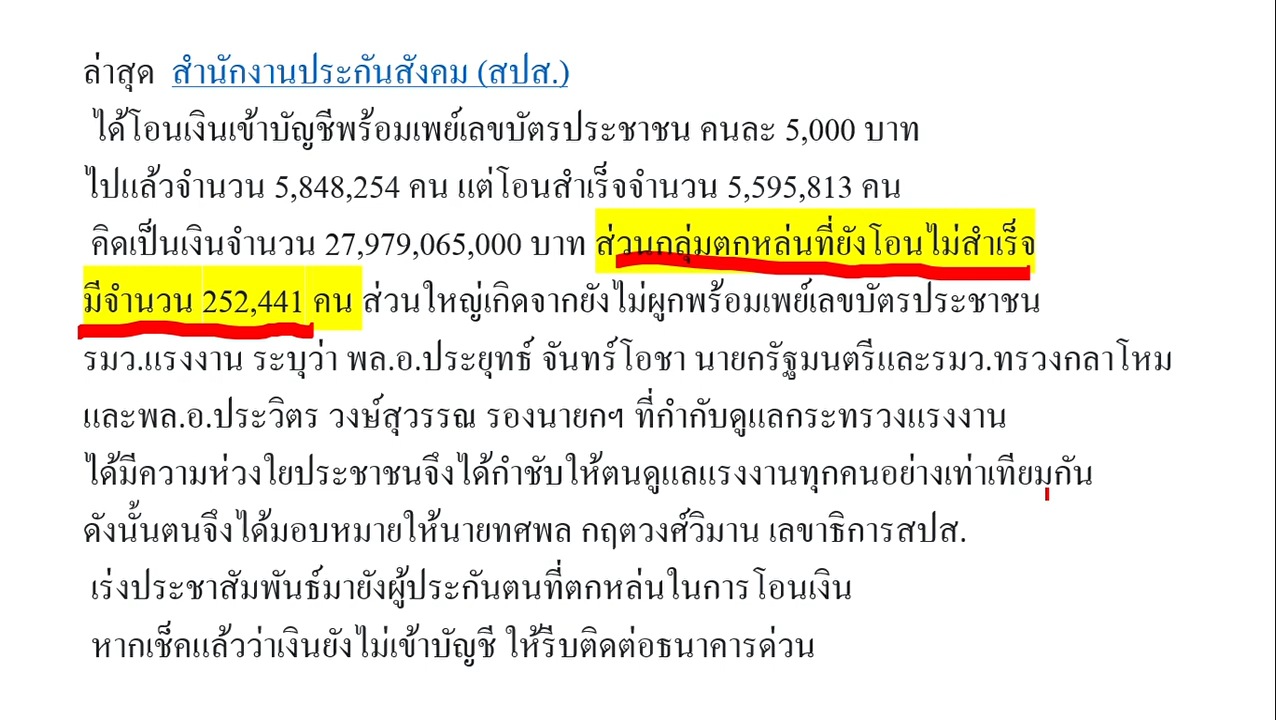 ล่าสุด สำนักงานประกันสังคม (สปส.)
ได้โอนเงินเข้าบัญชีพร้อมเพย์เลขบัตรประชาชน คนละ 5,000 บาท
ไปแล้วจำนวน 5,848,254 คน แต่โอนสำเร็จจำนวน 5,595,813 คน
คิดเป็นเงินจำนวน 27,979,065,000 บาท ส่วนกลุ่มตกหล่นที่ยังโอนไม่สำเร็จ
มีจำนวน 252,441 คน ส่วนใหญ่เกิดจากยังไม่ผูกพร้อมเพย์เลขบัตรประชาชน
รมว.แรงงาน ระบุว่า พล.อ.ประยุทธ์ จันทร์โอชา นายกรัฐมนตรีและรมว.ทรวงกลาโหม
และพล.อ.ประวิตร วงษ์สุวรรณ รองนายกฯ ที่กำกับดูแลกระทรวงแรงงาน
ได้มีความห่วงใยประชาชนจึงได้กำชับให้ตนดูแลแรงงานทุกคนอย่างเท่าเทียมกัน
ดังนั้นตนจึงได้มอบหมายให้นายทศพล กฤตวงศ์วิมาน เลขาธิการสปส.
เร่งประชาสัมพันธ์มายังผู้ประกันตนที่ตกหล่นในการโอนเงิน
หากเช็คแล้วว่าเงินยังไม่เข้าบัญชี ให้รีบติดต่อธนาคารด่วน